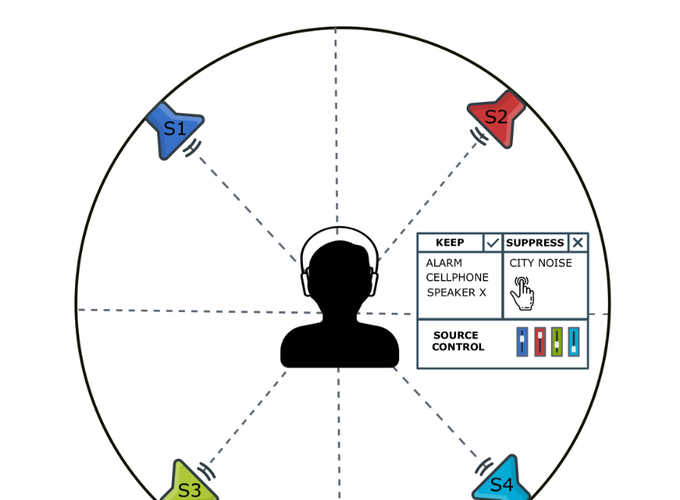 S1
S2
KEEP
SUPPRESS
ALARM
CITY NOISE
CELLPHONE
SPEAKER X
SOURCE
CONTROL
S3
S4